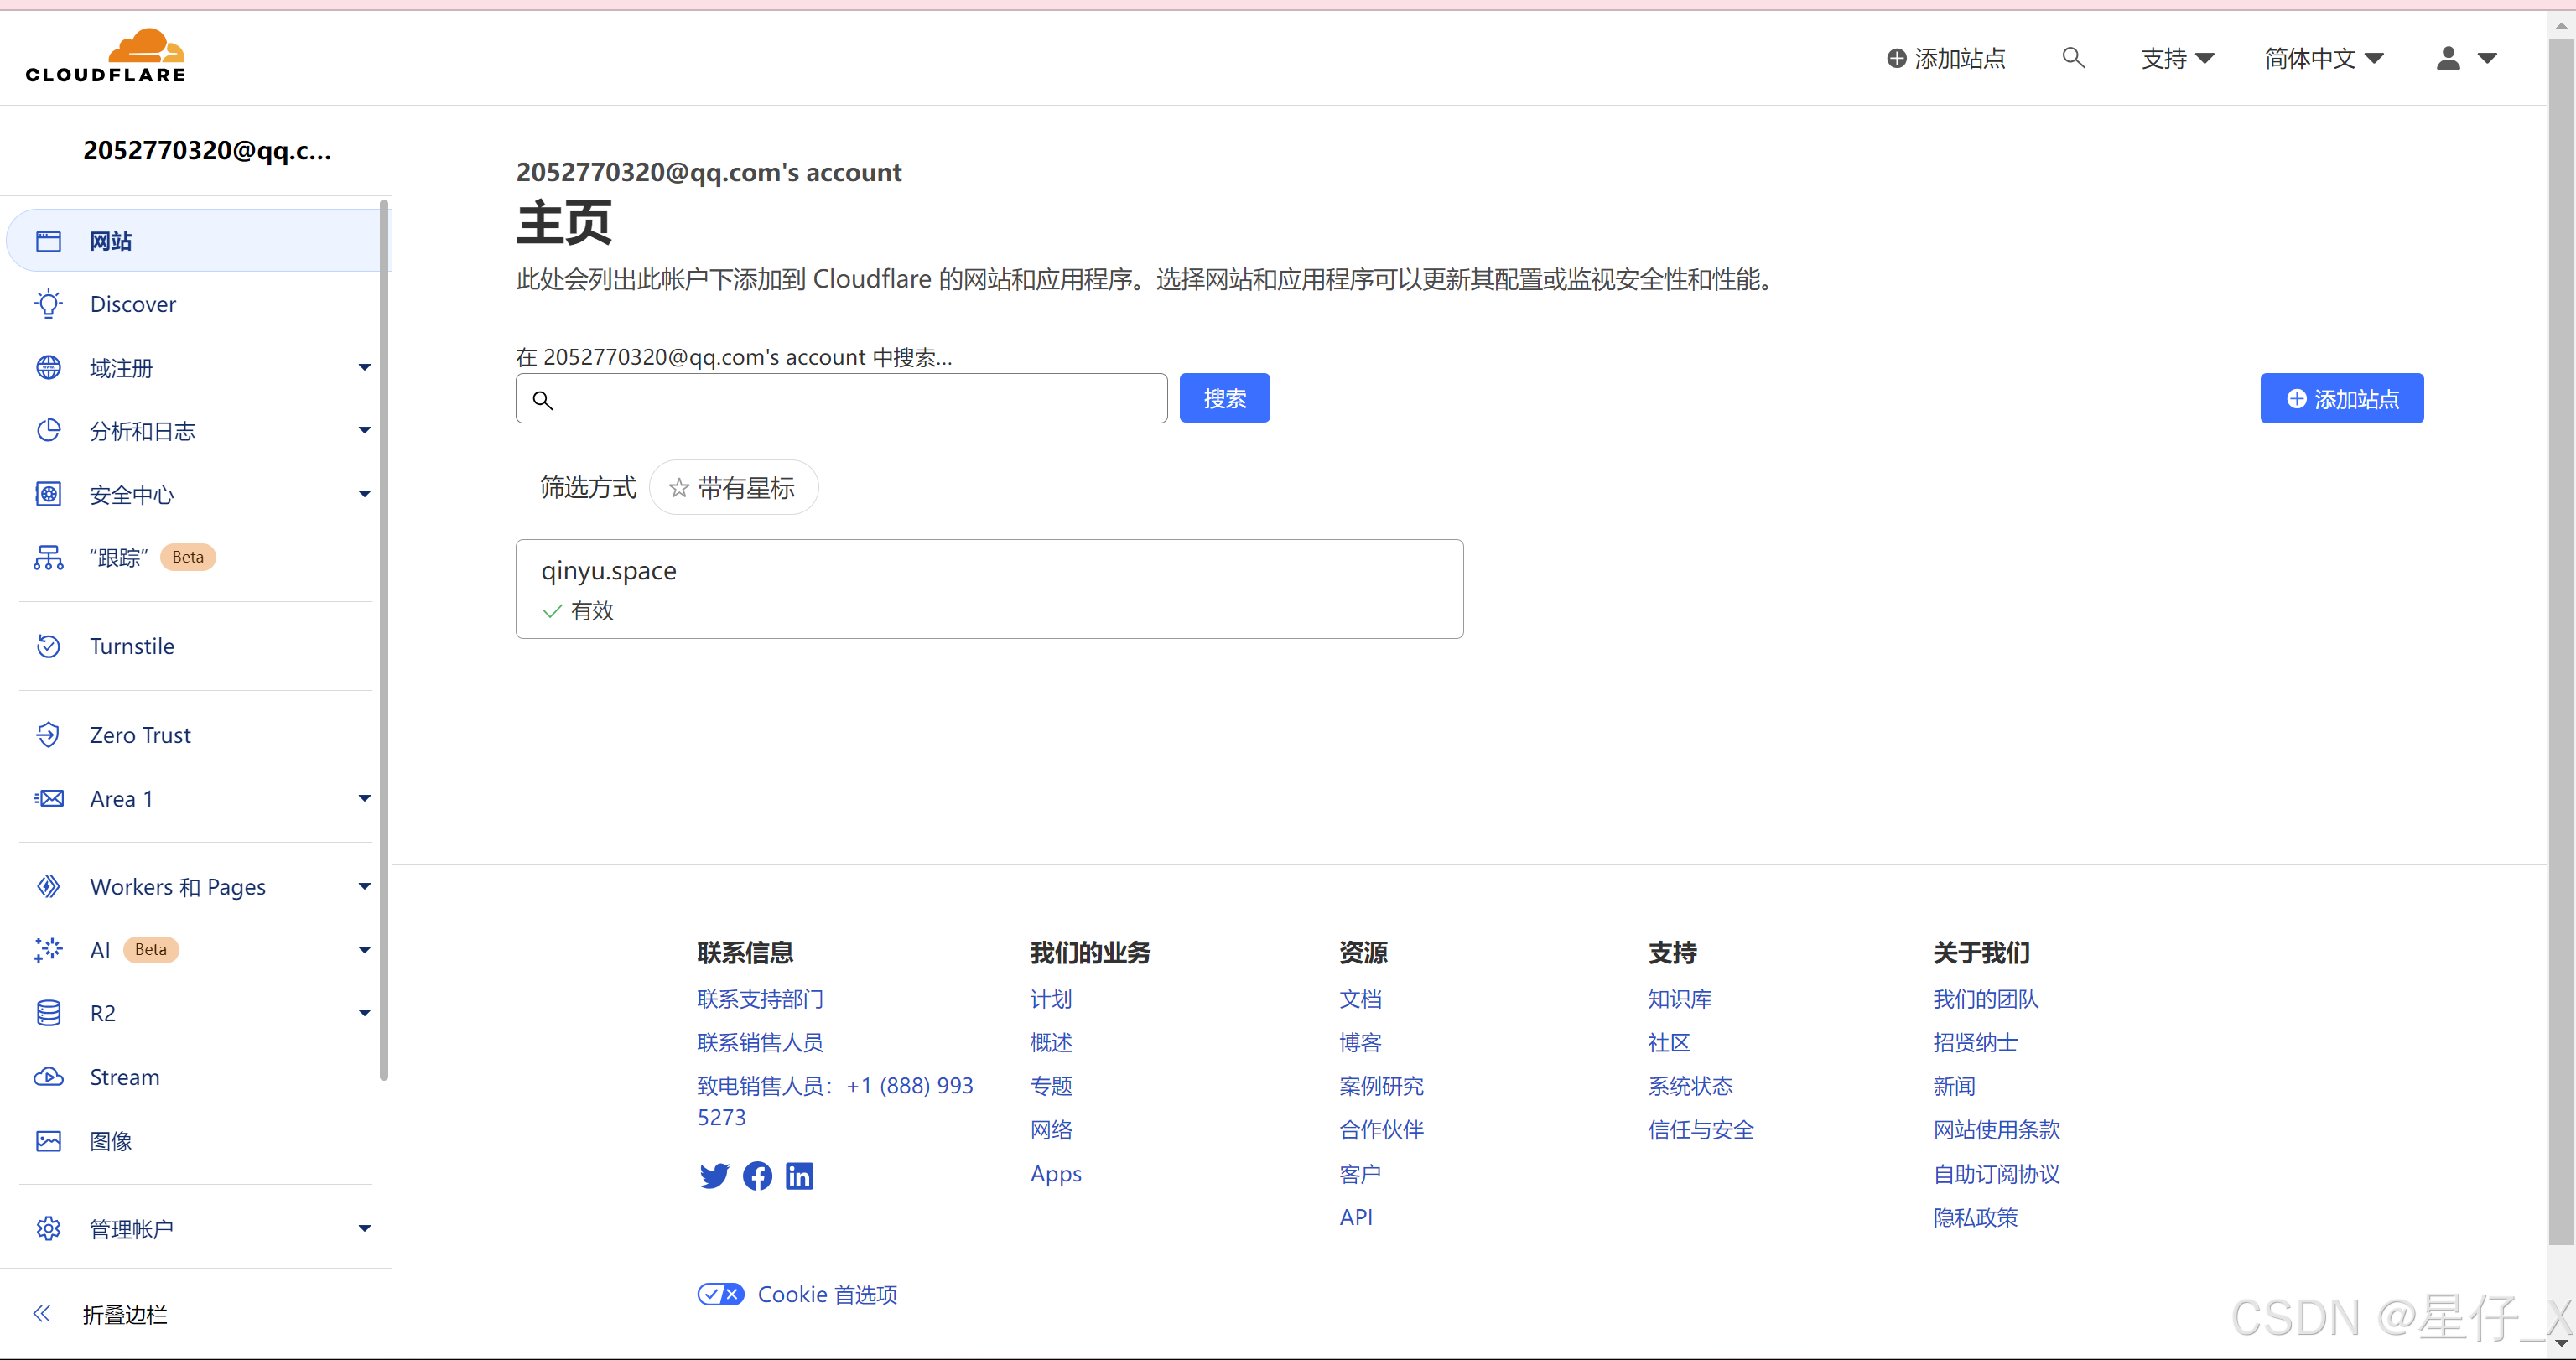 CLOUDFLARE
添加站点
支持
简体中文
2052770320@qq.c...
网站
Discover
域注册
分析和日志
安全中心
“跟踪” Beta
Turnstile
Zero Trust
Area 1
Workers 和 Pages
AI Beta
R2
Stream
图像
管理帐户
折叠边栏
2052770320@qq.com's account
主页
此处会列出此帐户下添加到 Cloudflare 的网站和应用程序。选择网站和应用程序可以更新其配置或监视安全性和性能。
在 2052770320@qq.com's account 中搜索...
搜索
添加站点
筛选方式 带有星标
qinyu.space
有效
联系信息
联系支持部门
联系销售人员
致电销售人员：+1 (888) 993
5273
我们的业务
计划
概述
专题
网络
Apps
资源
文档
博客
案例研究
合作伙伴
客户
API
支持
知识库
社区
系统状态
信任与安全
关于我们
我们的团队
招贤纳士
新闻
网站使用条款
自助订阅协议
隐私政策
Cookie 首选项
CSDN @星仔_X